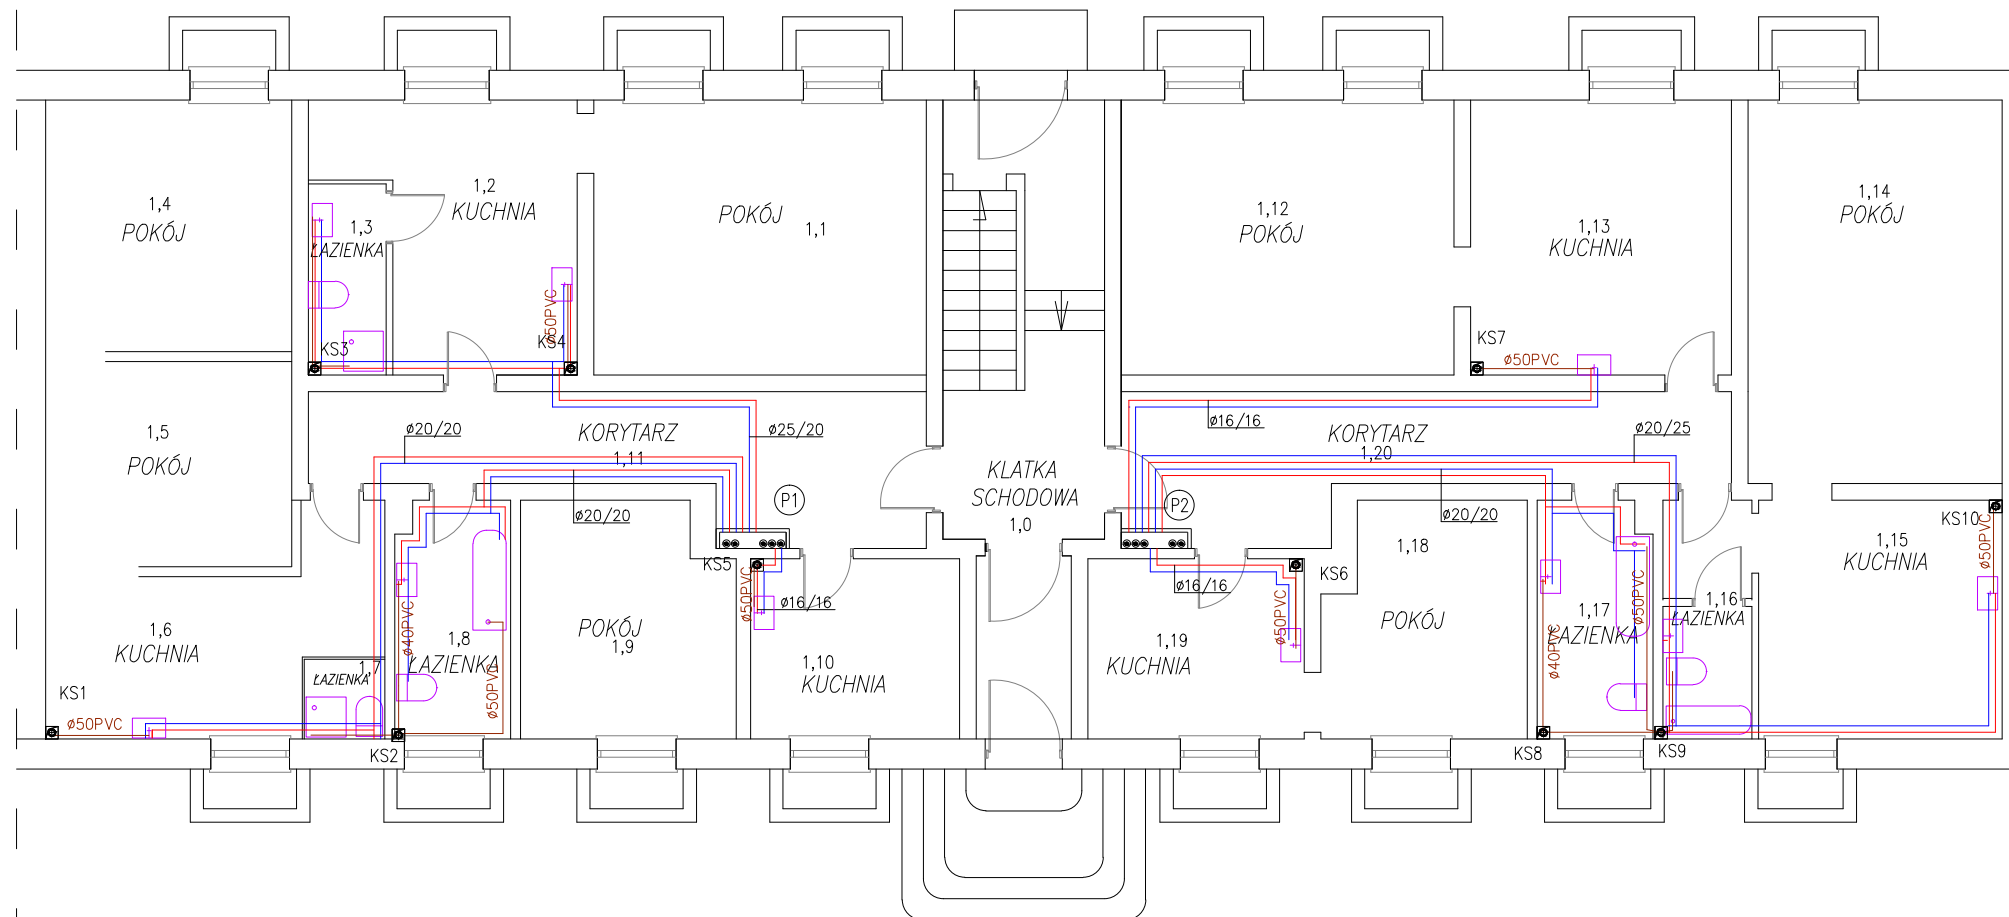 1,4
POKÓJ
1,3
ŁAZIENKA
1,2
KUCHNIA
POKÓJ
1,1
1,12
POKÓJ
1,13
KUCHNIA
1,14
POKÓJ
KS3
ø50PVC
KS4
KS7
ø50PVC
1,5
POKÓJ
ø20/20
KORYTARZ
1,11
ø25/20
ø20/20
P1
KLATKA
SCHODOWA
1,0
P2
ø16/16
KORYTARZ
1,20
ø20/25
ø20/20
KS10
ø50PVC
1,15
KUCHNIA
1,6
KUCHNIA
KS1
ø50PVC
1,7
ŁAZIENKA
KS2
ø40PVC
1,8
ŁAZIENKA
ø50PVC
POKÓJ
1,9
KS5
ø50PVC
ø16/16
1,10
KUCHNIA
ø16/16
KS6
ø50PVC
1,19
KUCHNIA
1,18
POKÓJ
ø40PVC
1,17
ŁAZIENKA
ø50PVC
1,16
ŁAZIENKA
KS8
KS9